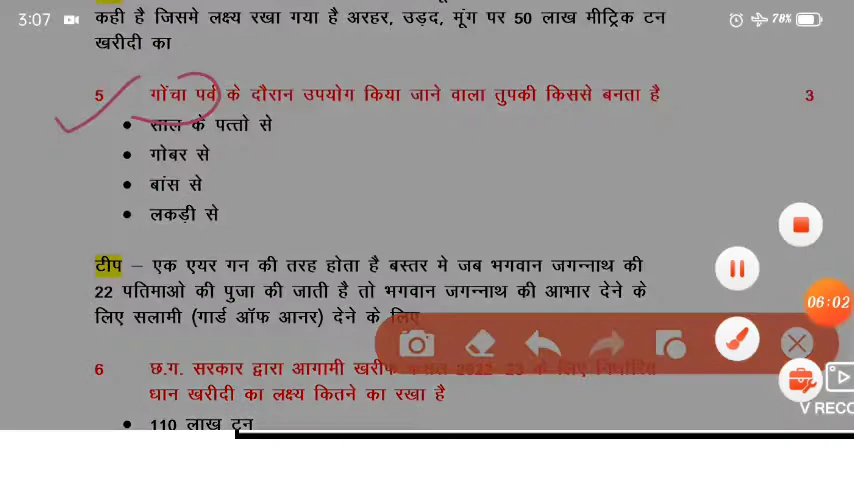 3:07
78%
कही है जिसमे लक्ष्य रखा गया है अरहर, उड़द, मूंग पर 50 लाख मीट्रिक टन
खरीदी का
5 गोंचा पर्व के दौरान उपयोग किया जाने वाला तुपकी किससे बनता है 3
• साल के पत्तो से
• गोबर से
• बांस से
• लकड़ी से
टीप – एक एयर गन की तरह होता है बस्तर मे जब भगवान जगन्नाथ की
22 पतिमाओ की पुजा की जाती है तो भगवान जगन्नाथ की आभार देने के
लिए सलामी (गार्ड ऑफ आनर) देने के लिए
06:02
6 छ.ग. सरकार द्वारा आगामी खरीफ फसल 2022-23 के लिए निर्धारित
धान खरीदी का लक्ष्य कितने का रखा है
V RECO
• 110 लाख टन